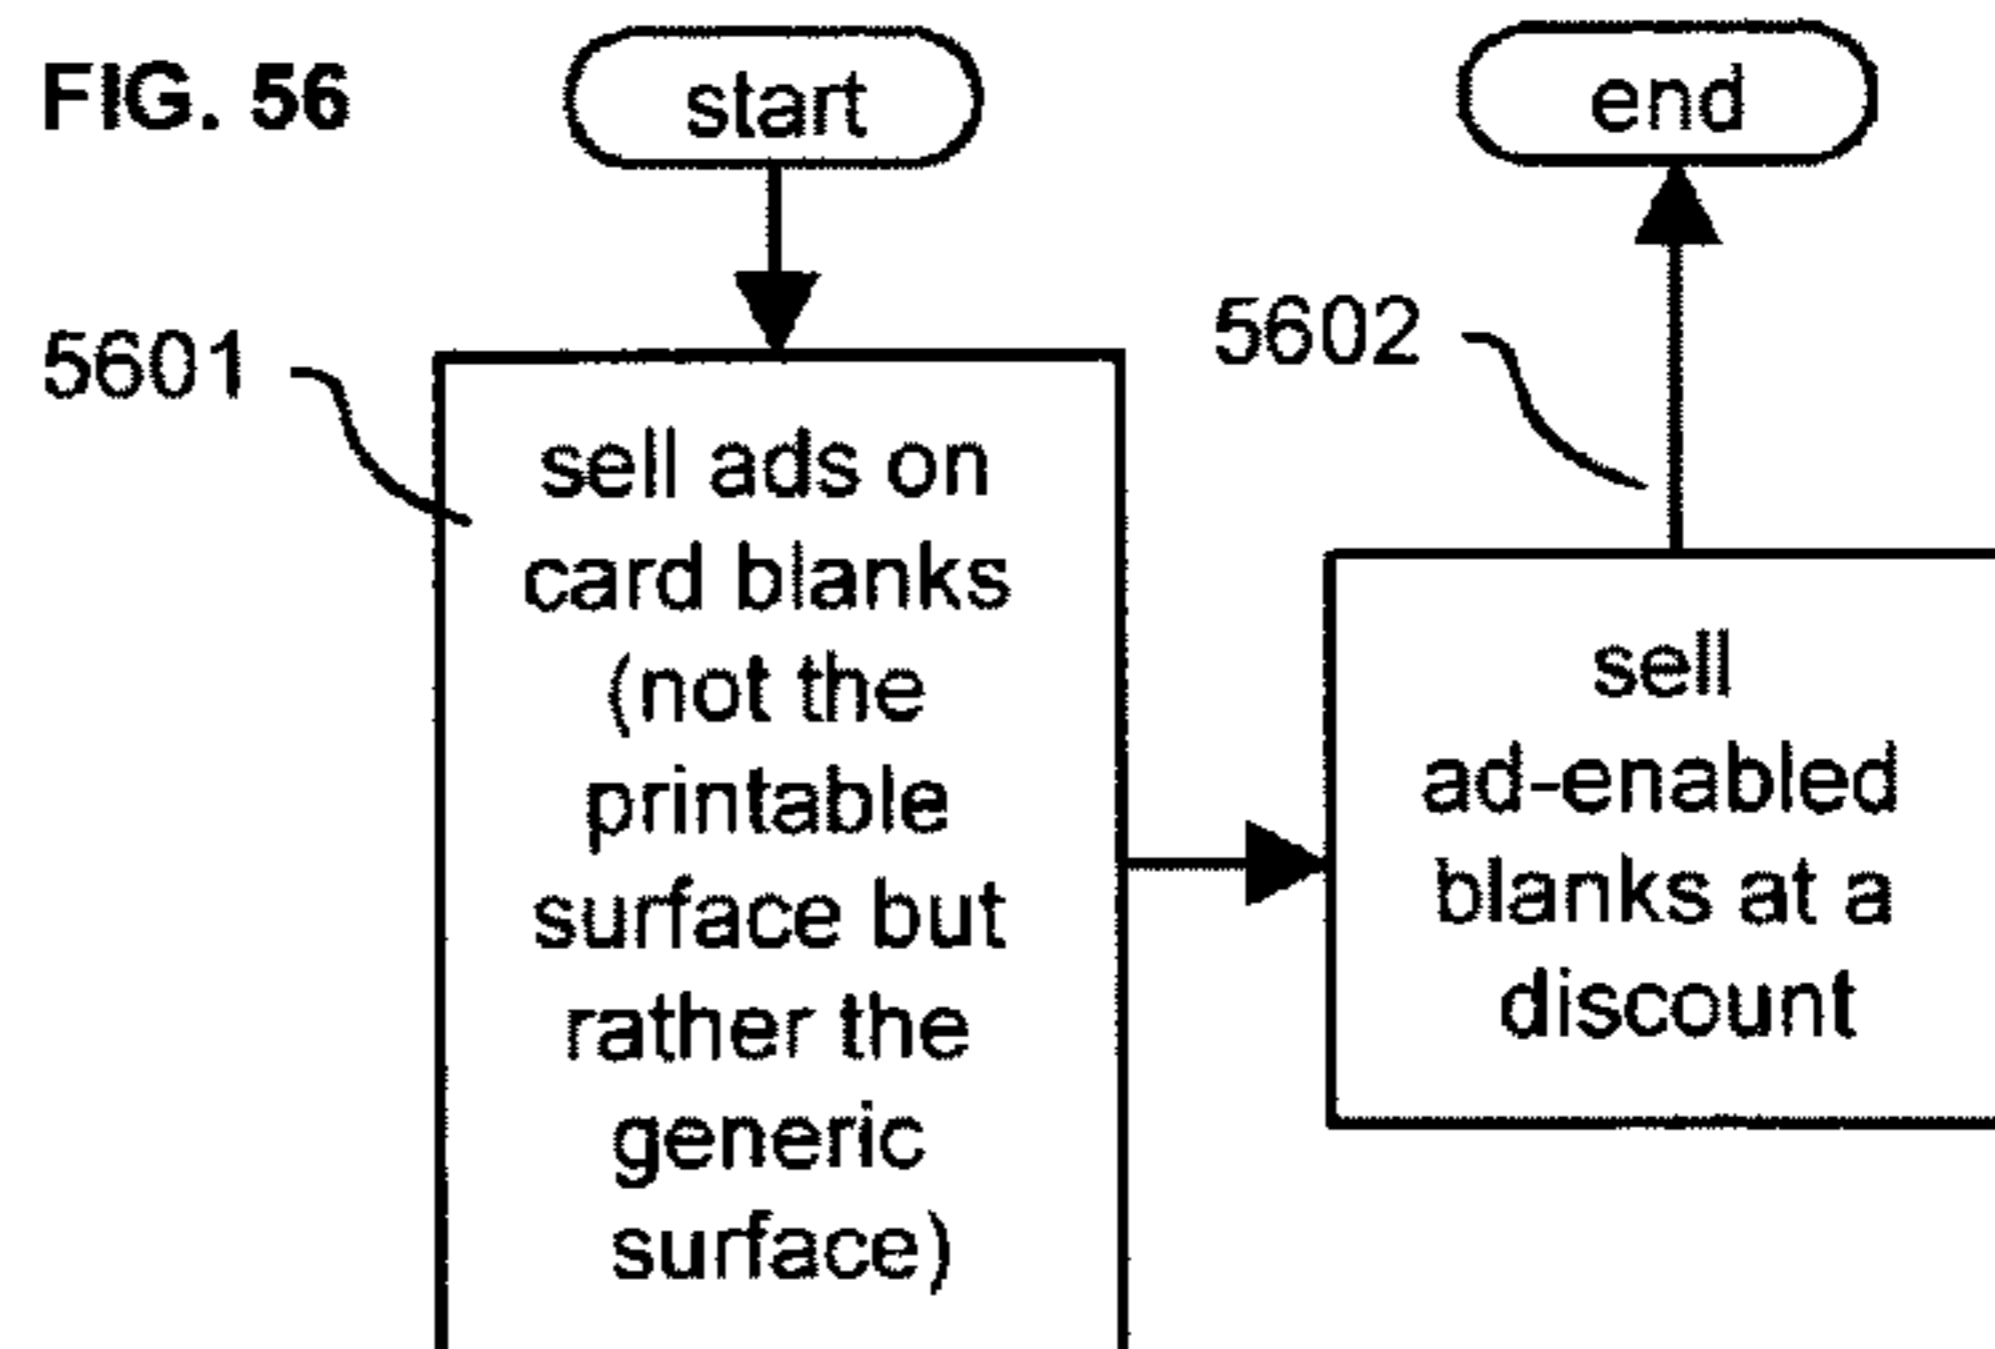 FIG. 56
start
end
5601
5602
sell ads on
card blanks
(not the
printable
surface but
rather the
generic
surface)
sell
ad-enabled
blanks at a
discount